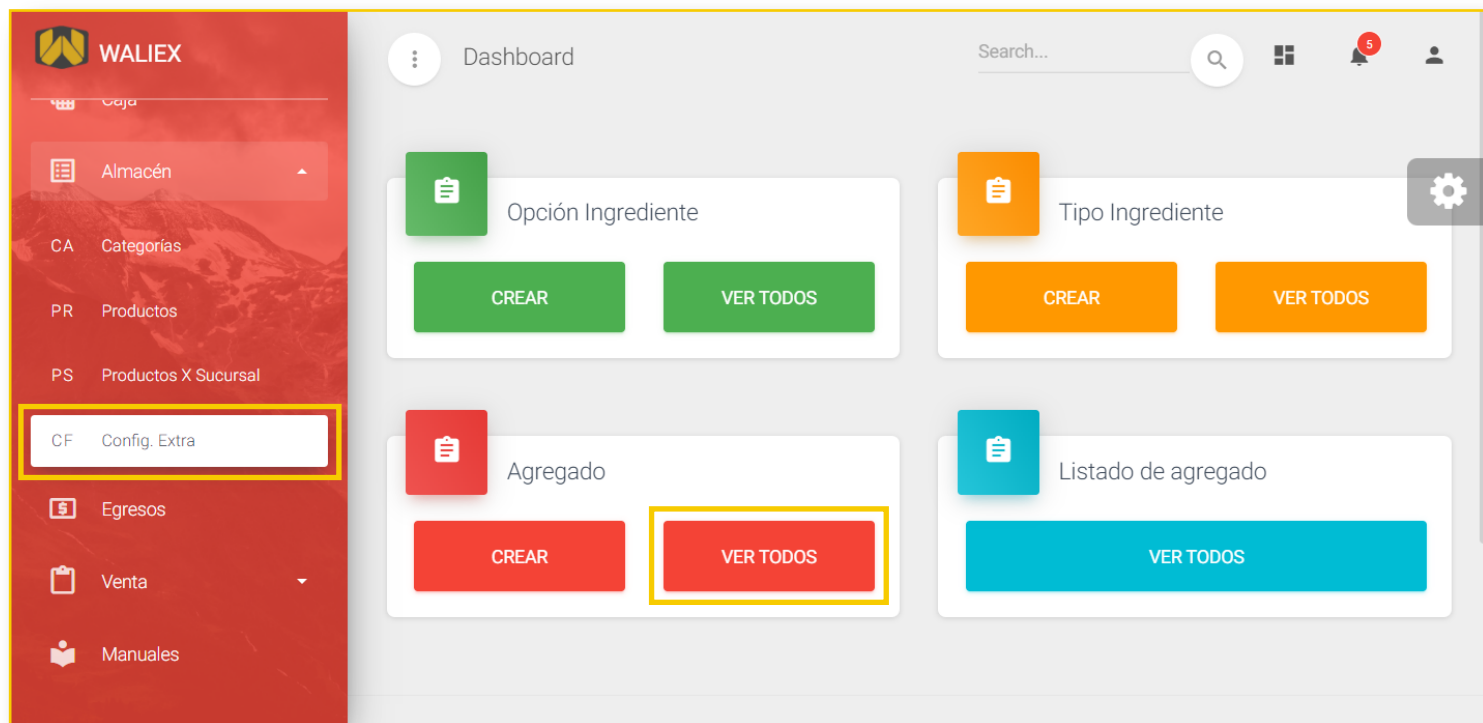 WALIEX
Caja
Almacén
CA Categorías
PR Productos
PS Productos X Sucursal
CF Config. Extra
Egresos
Venta
Manuales
Dashboard
Search...
5
Opción Ingrediente
CREAR VER TODOS
Tipo Ingrediente
CREAR VER TODOS
Agregado
CREAR VER TODOS
Listado de agregado
VER TODOS